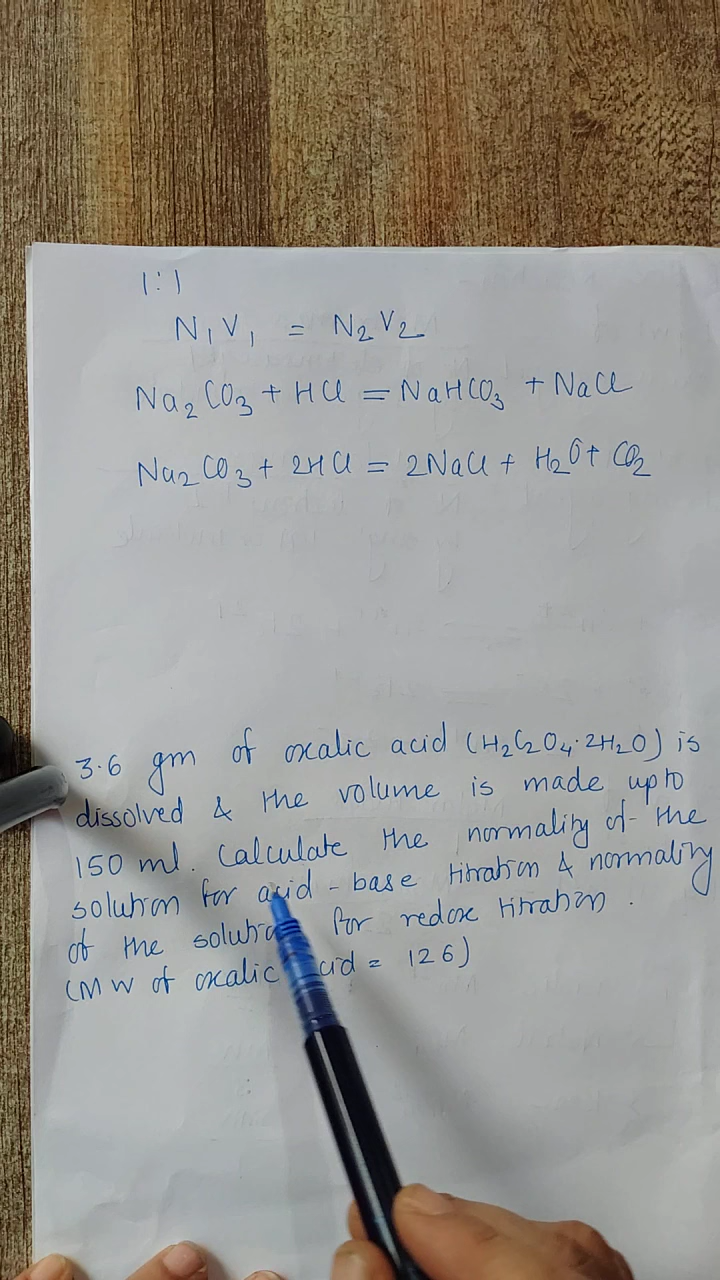 1:1
N₁V₁ = N₂V₂
Na₂CO₃ + HCl = NaHCO₃ + NaCl
Na₂CO₃ + 2HCl = 2NaCl + H₂O + CO₂
3.6 gm of oxalic acid (H₂C₂O₄·2H₂O) is
dissolved & the volume is made upto
150 ml. Calculate the normality of the
solution for acid - base titration & normality
of the solution for redox titration.
(MW of oxalic acid = 126)